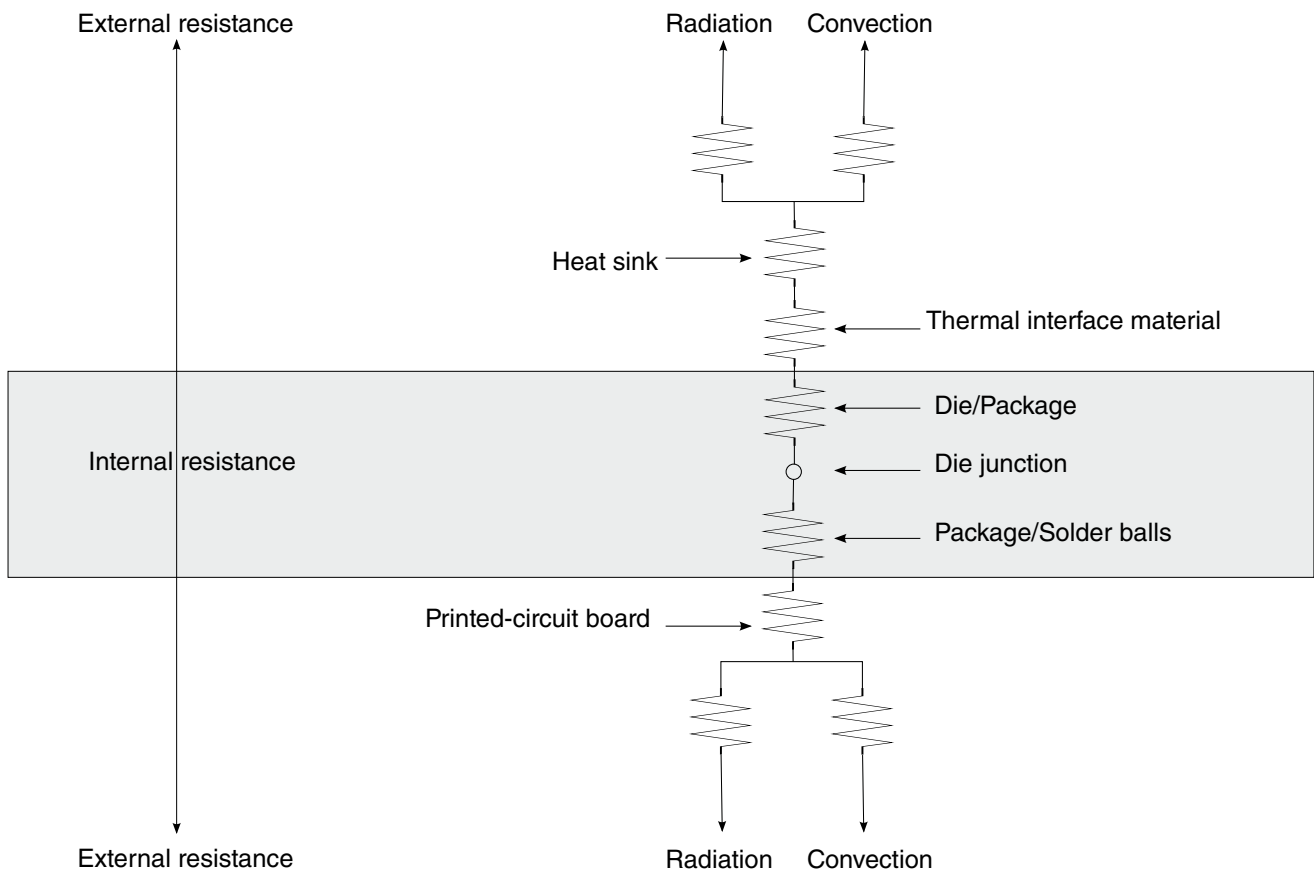 External resistance
Radiation
Convection
Heat sink
Thermal interface material
Die/Package
Internal resistance
Die junction
Package/Solder balls
Printed-circuit board
External resistance
Radiation
Convection